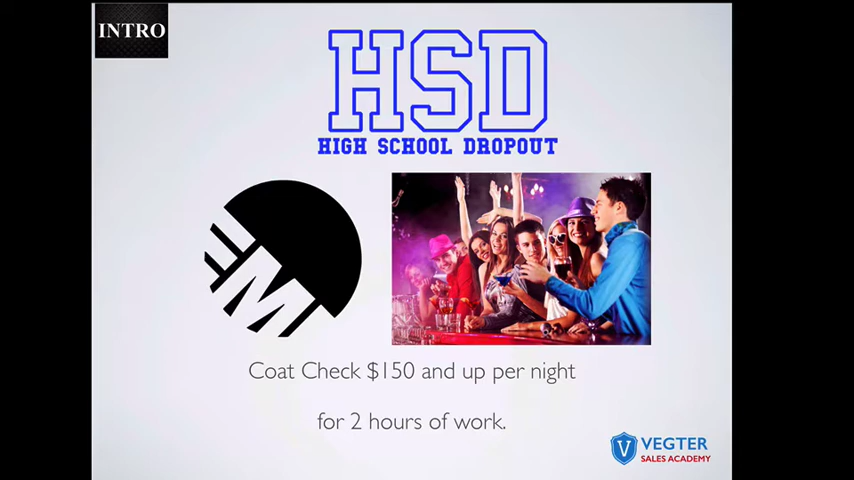 INTRO
HSD
HIGH SCHOOL DROPOUT
EM
Coat Check $150 and up per night
for 2 hours of work.
V VEGTER
SALES ACADEMY